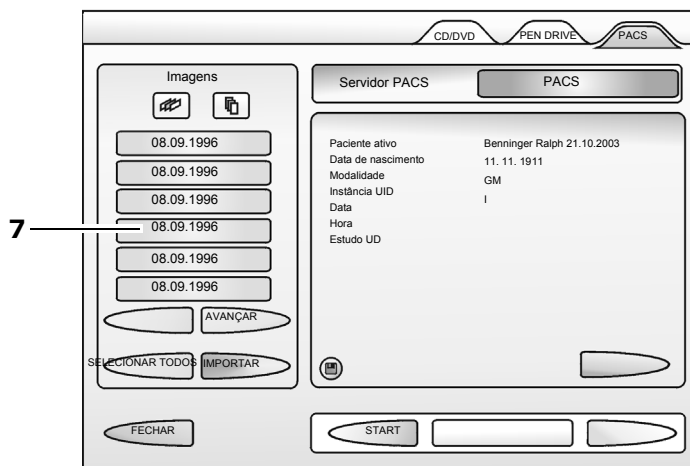 CD/DVD PEN DRIVE PACS
Imagens
08.09.1996
08.09.1996
08.09.1996
08.09.1996
08.09.1996
08.09.1996
AVANÇAR
SELECIONAR TODOS IMPORTAR
7
Servidor PACS PACS
Paciente ativo Benninger Ralph 21.10.2003
Data de nascimento 11. 11. 1911
Modalidade GM
Instância UID I
Data
Hora
Estudo UD
FECHAR
START